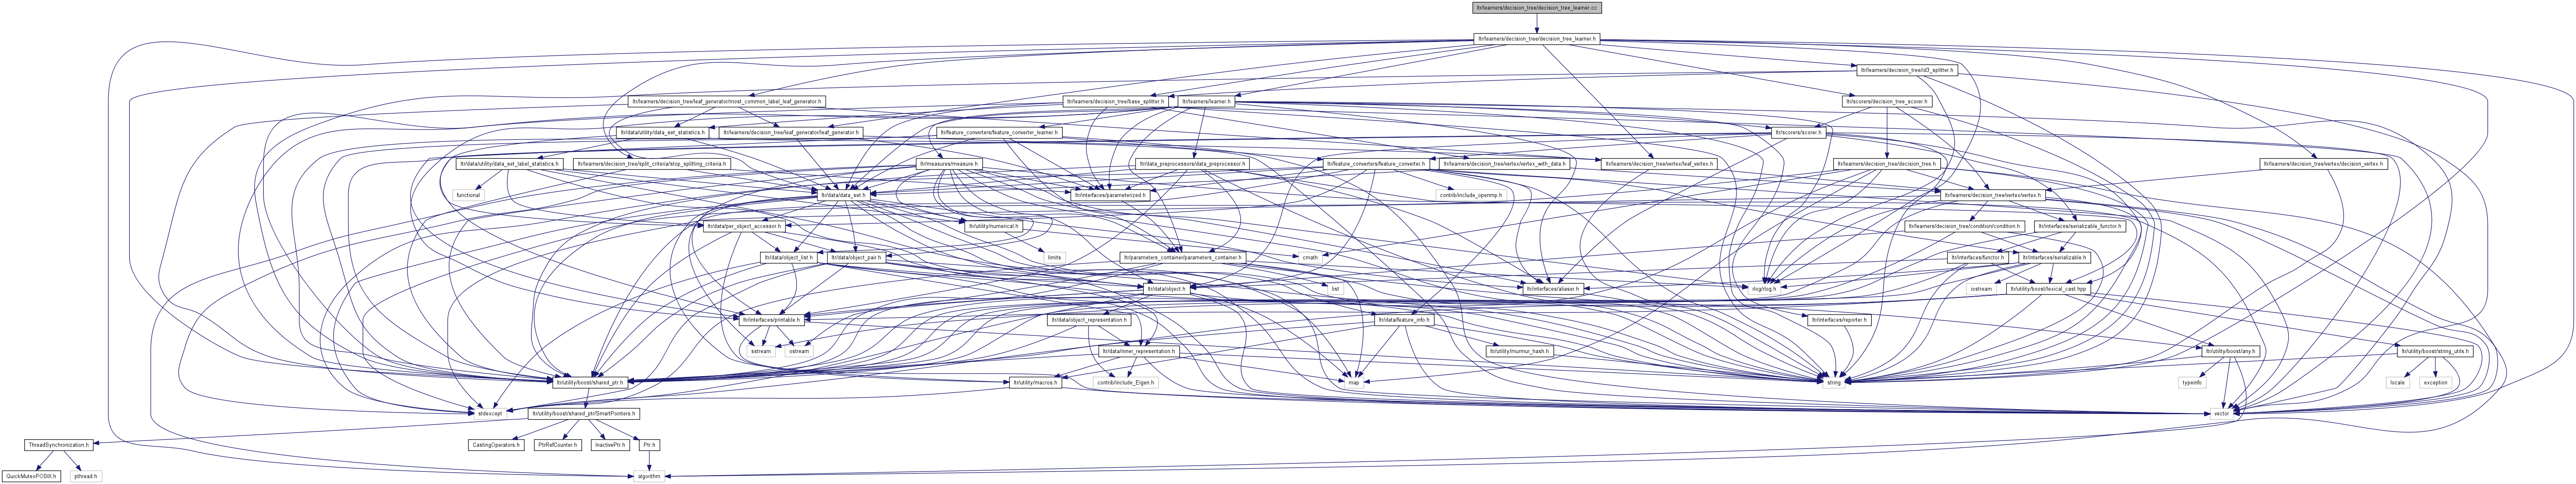 ltr/learners/decision_tree/decision_tree_learner.cc
ltr/learners/decision_tree/decision_tree_learner.h
ltr/learners/decision_tree/id3_splitter.h
ltr/learners/decision_tree/leaf_generator/most_common_label_leaf_generator.h
ltr/learners/decision_tree/base_splitter.h
ltr/learners/learner.h
ltr/scorers/decision_tree_scorer.h
ltr/data/utility/data_set_statistics.h
ltr/learners/decision_tree/leaf_generator/leaf_generator.h
ltr/feature_converters/feature_converter_learner.h
ltr/scorers/scorer.h
ltr/data/utility/data_set_label_statistics.h
ltr/learners/decision_tree/split_criteria/stop_splitting_criteria.h
ltr/measures/measure.h
ltr/data_preprocessors/data_preprocessor.h
ltr/feature_converters/feature_converter.h
ltr/learners/decision_tree/vertex/vertex_with_data.h
ltr/learners/decision_tree/vertex/leaf_vertex.h
ltr/learners/decision_tree/decision_tree.h
ltr/learners/decision_tree/vertex/decision_vertex.h
functional
ltr/data/data_set.h
ltr/interfaces/parameterized.h
contrib/include_openmp.h
ltr/learners/decision_tree/vertex/vertex.h
ltr/data/per_object_accessor.h
ltr/utility/numerical.h
ltr/learners/decision_tree/condition/condition.h
ltr/interfaces/serializable_functor.h
ltr/data/object_list.h
ltr/data/object_pair.h
limits
ltr/parameters_container/parameters_container.h
cmath
ltr/interfaces/functor.h
ltr/interfaces/serializable.h
ltr/data/object.h
list
ltr/interfaces/aliaser.h
rlog/rlog.h
iostream
ltr/utility/boost/lexical_cast.hpp
ltr/interfaces/printable.h
ltr/data/object_representation.h
ltr/data/feature_info.h
ltr/interfaces/reporter.h
sstream
ostream
ltr/data/inner_representation.h
ltr/utility/murmur_hash.h
ltr/utility/boost/any.h
ltr/utility/boost/string_utils.h
ltr/utility/boost/shared_ptr.h
ltr/utility/macros.h
contrib/include_Eigen.h
map
string
typeinfo
locale
exception
stdexcept
ltr/utility/boost/shared_ptr/SmartPointers.h
vector
ThreadSynchronization.h
CastingOperators.h
PtrRefCounter.h
InactivePtr.h
Ptr.h
QuickMutexPOSIX.h
pthread.h
algorithm